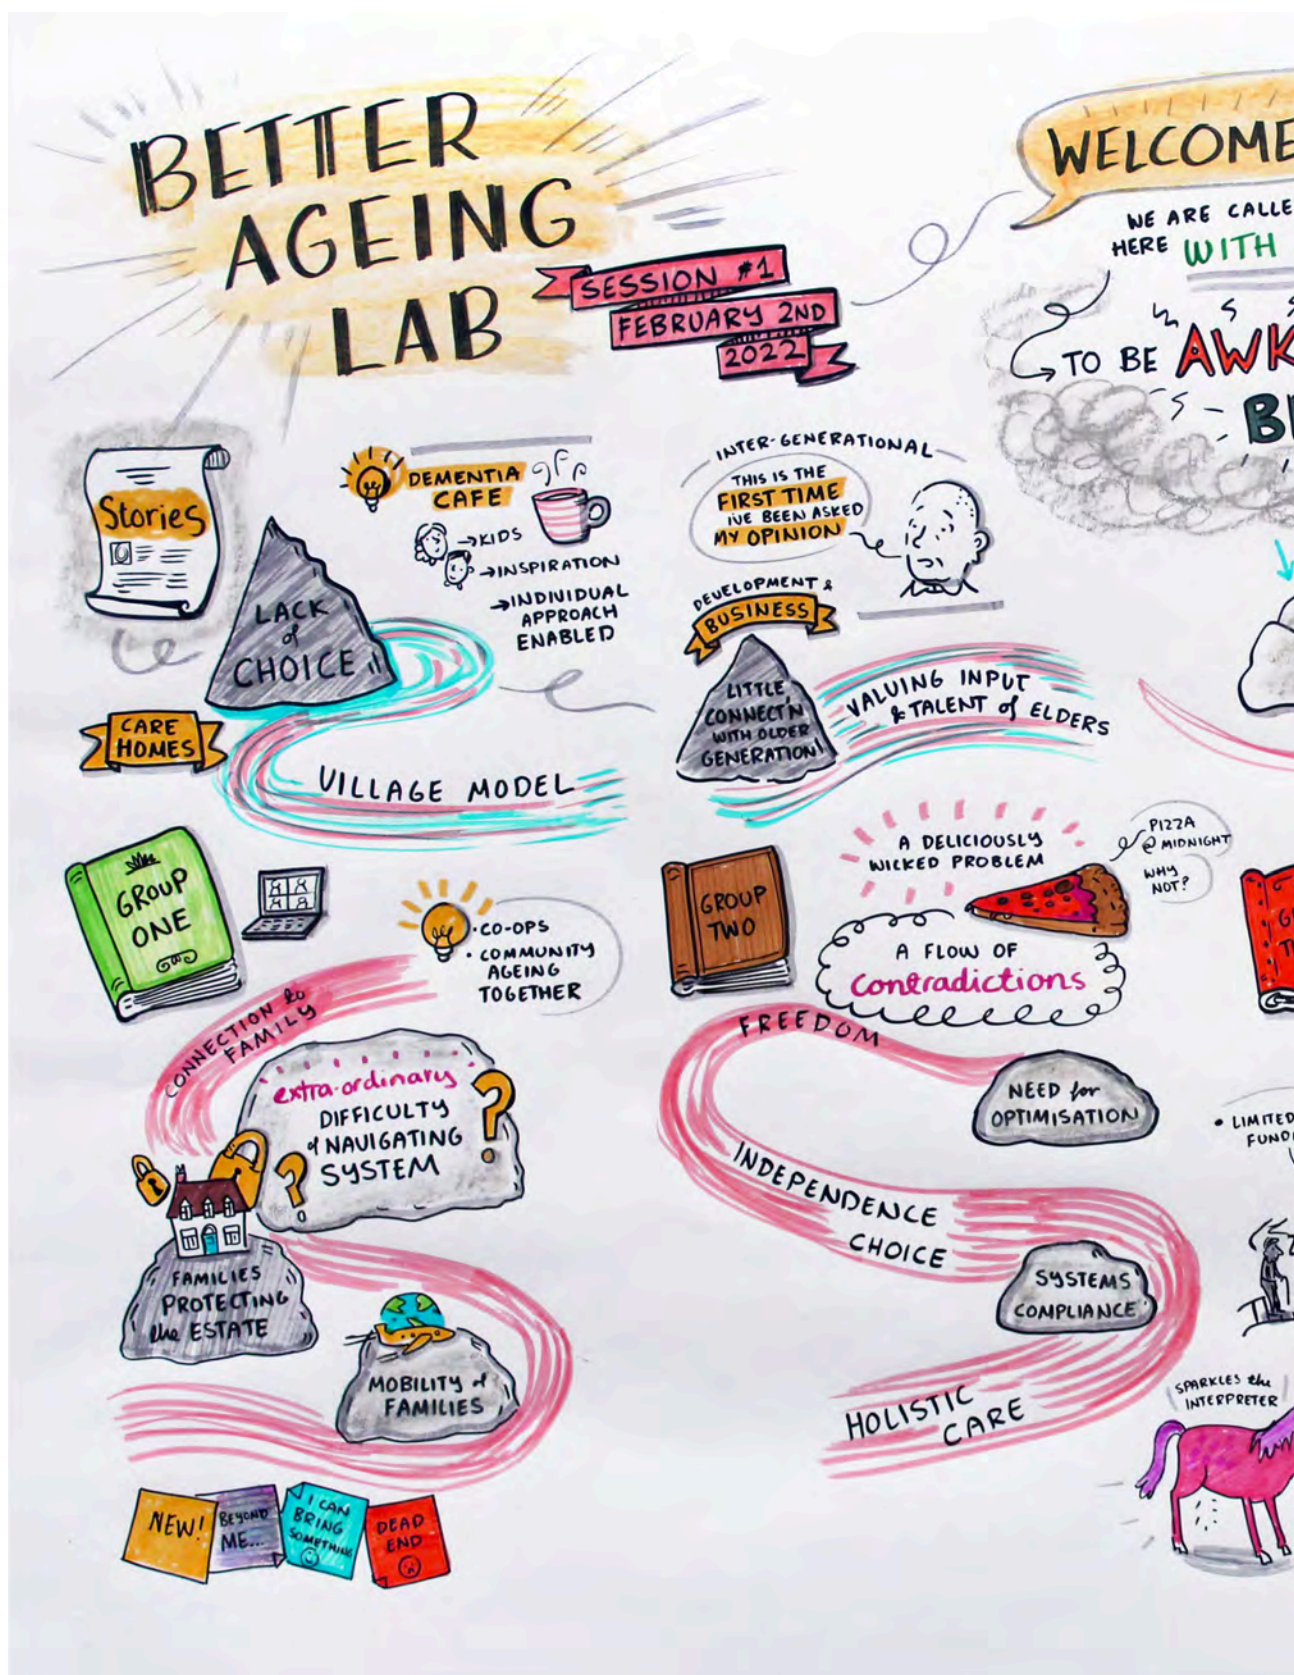 BETTER
AGEING
LAB
SESSION #1
FEBRUARY 2ND
2022
WELCOME
WE ARE CALLE
HERE WITH
TO BE AWK
Stories
LACK
of
CHOICE
DEMENTIA
CAFE
→KIDS
→INSPIRATION
→INDIVIDUAL
APPROACH
ENABLED
CARE
HOMES
VILLAGE MODEL
INTER-GENERATIONAL
THIS IS THE
FIRST TIME
I'VE BEEN ASKED
MY OPINION
DEVELOPMENT &
BUSINESS
LITTLE
CONNECT'N
WITH OLDER
GENERATION
VALUING INPUT
& TALENT of ELDERS
GROUP
ONE
• CO-OPS
• COMMUNITY
AGEING
TOGETHER
CONNECTION to
FAMILY
extra-ordinary
DIFFICULTY
of NAVIGATING
SYSTEM
? ?
FAMILIES
PROTECTING
the ESTATE
MOBILITY of
FAMILIES
NEW!
BEYOND
ME...
I CAN
BRING
SOMETHING
DEAD
END
GROUP
TWO
A DELICIOUSLY
WICKED PROBLEM
PIZZA
@ MIDNIGHT
WHY
NOT?
A FLOW OF
Contradictions
FREEDOM
NEED for
OPTIMISATION
INDEPENDENCE
CHOICE
SYSTEMS
COMPLIANCE
HOLISTIC
CARE
• LIMITED
FUND
SPARKLES the
INTERPRETER